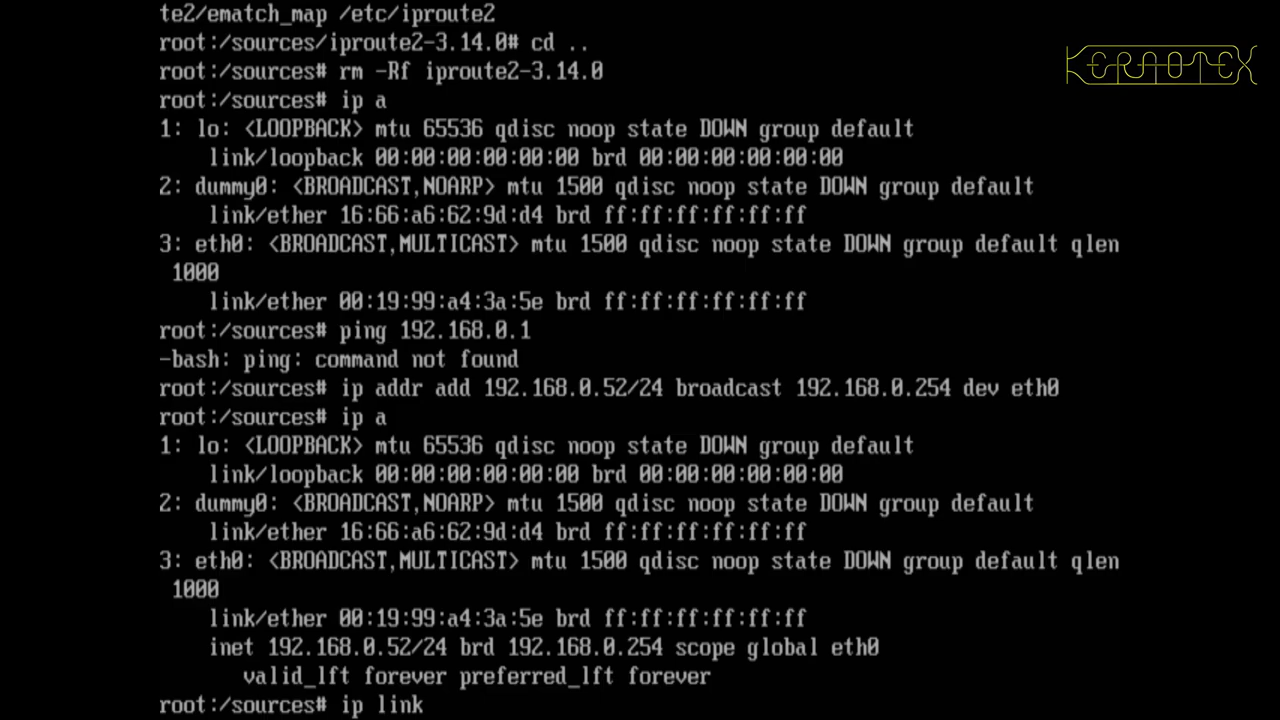 te2/ematch_map /etc/iproute2
root:/sources/iproute2-3.14.0# cd ..
root:/sources# rm -Rf iproute2-3.14.0
root:/sources# ip a
1: lo: <LOOPBACK> mtu 65536 qdisc noop state DOWN group default
link/loopback 00:00:00:00:00:00 brd 00:00:00:00:00:00
2: dummy0: <BROADCAST,NOARP> mtu 1500 qdisc noop state DOWN group default
link/ether 16:66:a6:62:9d:d4 brd ff:ff:ff:ff:ff:ff
3: eth0: <BROADCAST,MULTICAST> mtu 1500 qdisc noop state DOWN group default qlen
1000
link/ether 00:19:99:a4:3a:5e brd ff:ff:ff:ff:ff:ff
root:/sources# ping 192.168.0.1
-bash: ping: command not found
root:/sources# ip addr add 192.168.0.52/24 broadcast 192.168.0.254 dev eth0
root:/sources# ip a
1: lo: <LOOPBACK> mtu 65536 qdisc noop state DOWN group default
link/loopback 00:00:00:00:00:00 brd 00:00:00:00:00:00
2: dummy0: <BROADCAST,NOARP> mtu 1500 qdisc noop state DOWN group default
link/ether 16:66:a6:62:9d:d4 brd ff:ff:ff:ff:ff:ff
3: eth0: <BROADCAST,MULTICAST> mtu 1500 qdisc noop state DOWN group default qlen
1000
link/ether 00:19:99:a4:3a:5e brd ff:ff:ff:ff:ff:ff
inet 192.168.0.52/24 brd 192.168.0.254 scope global eth0
valid_lft forever preferred_lft forever
root:/sources# ip link